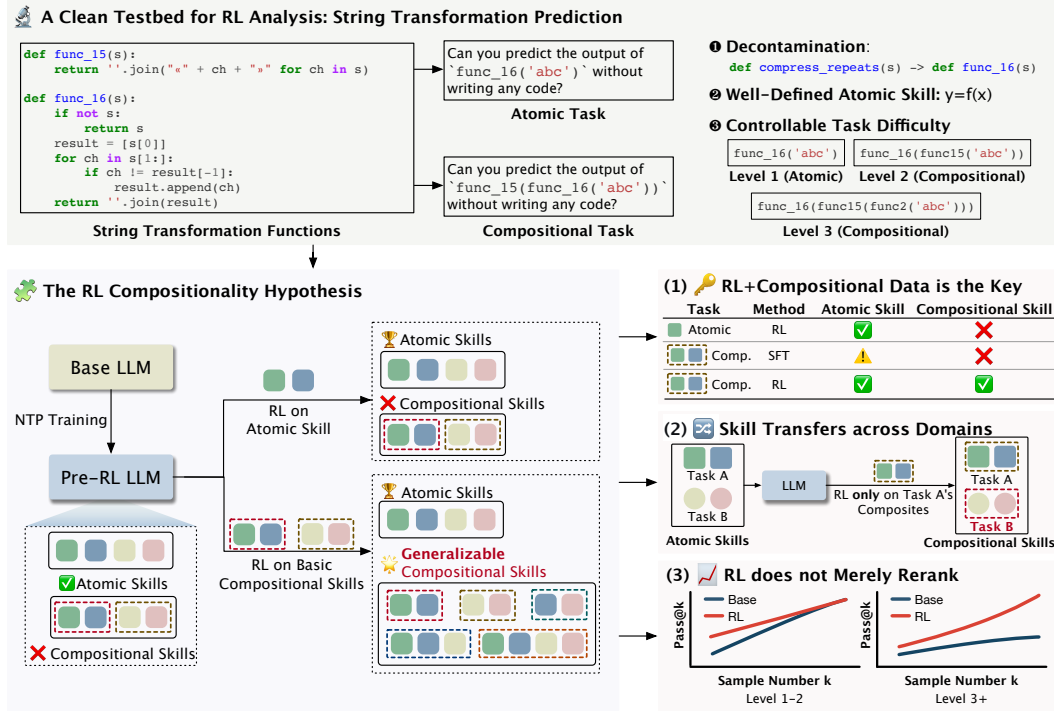 A Clean Testbed for RL Analysis: String Transformation Prediction
def func_15(s):
return ''.join("«" + ch + "»" for ch in s)
def func_16(s):
if not s:
return s
result = [s[0]]
for ch in s[1:]:
if ch != result[-1]:
result.append(ch)
return ''.join(result)
String Transformation Functions
Can you predict the output of
`func_16('abc')` without
writing any code?
Atomic Task
Can you predict the output of
`func_15(func_16('abc'))`
without writing any code?
Compositional Task
❶ Decontamination:
def compress_repeats(s) -> def func_16(s)
❷ Well-Defined Atomic Skill: y=f(x)
❸ Controllable Task Difficulty
func_16('abc')
Level 1 (Atomic)
func_16(func15('abc'))
Level 2 (Compositional)
func_16(func15(func2('abc')))
Level 3 (Compositional)
The RL Compositionality Hypothesis
Base LLM
NTP Training
Pre-RL LLM
Atomic Skills
Compositional Skills
RL on
Atomic Skill
Atomic Skills
Compositional Skills
RL on Basic
Compositional Skills
Atomic Skills
Generalizable
Compositional Skills
(1) RL+Compositional Data is the Key
Task Method Atomic Skill Compositional Skill
Atomic RL
Comp. SFT
Comp. RL
(2) Skill Transfers across Domains
Task A
Task B
Atomic Skills
LLM
RL only on Task A's
Composites
Task A
Task B
Compositional Skills
(3) RL does not Merely Rerank
Pass@k
Base
RL
Sample Number k
Level 1-2
Pass@k
Base
RL
Sample Number k
Level 3+